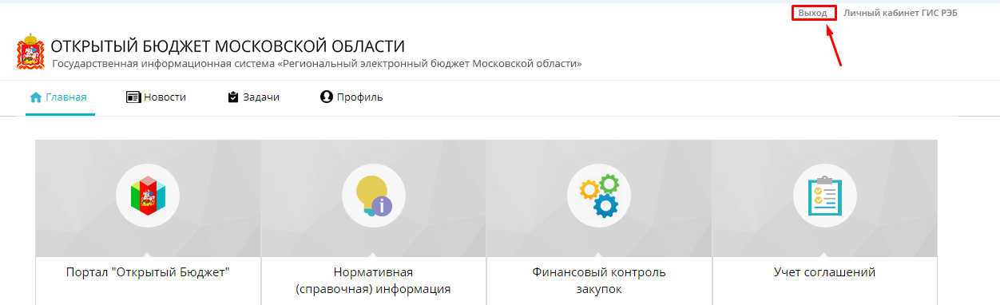 Выход Личный кабинет ГИС РЭБ
ОТКРЫТЫЙ БЮДЖЕТ МОСКОВСКОЙ ОБЛАСТИ
Государственная информационная система «Региональный электронный бюджет Московской области»
Главная Новости Задачи Профиль
Портал "Открытый Бюджет"
Нормативная
(справочная) информация
Финансовый контроль
закупок
Учет соглашений